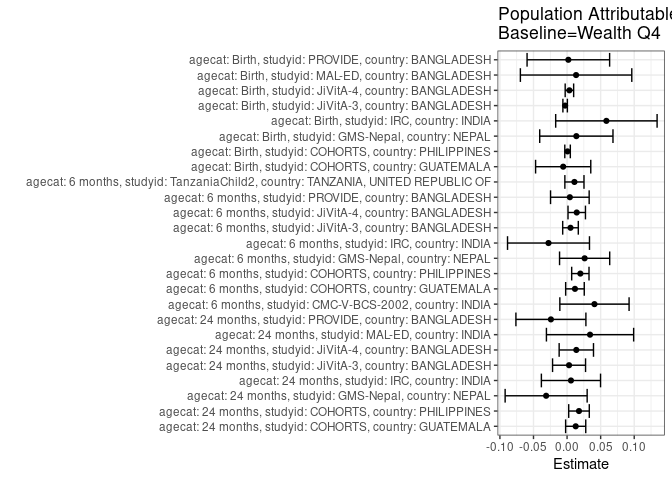 Population Attributable
Baseline=Wealth Q4
agecat: Birth, studyid: PROVIDE, country: BANGLADESH
agecat: Birth, studyid: MAL-ED, country: BANGLADESH
agecat: Birth, studyid: JiVitA-4, country: BANGLADESH
agecat: Birth, studyid: JiVitA-3, country: BANGLADESH
agecat: Birth, studyid: IRC, country: INDIA
agecat: Birth, studyid: GMS-Nepal, country: NEPAL
agecat: Birth, studyid: COHORTS, country: PHILIPPINES
agecat: Birth, studyid: COHORTS, country: GUATEMALA
agecat: 6 months, studyid: TanzaniaChild2, country: TANZANIA, UNITED REPUBLIC OF
agecat: 6 months, studyid: PROVIDE, country: BANGLADESH
agecat: 6 months, studyid: JiVitA-4, country: BANGLADESH
agecat: 6 months, studyid: JiVitA-3, country: BANGLADESH
agecat: 6 months, studyid: IRC, country: INDIA
agecat: 6 months, studyid: GMS-Nepal, country: NEPAL
agecat: 6 months, studyid: COHORTS, country: PHILIPPINES
agecat: 6 months, studyid: COHORTS, country: GUATEMALA
agecat: 6 months, studyid: CMC-V-BCS-2002, country: INDIA
agecat: 24 months, studyid: PROVIDE, country: BANGLADESH
agecat: 24 months, studyid: MAL-ED, country: INDIA
agecat: 24 months, studyid: JiVitA-4, country: BANGLADESH
agecat: 24 months, studyid: JiVitA-3, country: BANGLADESH
agecat: 24 months, studyid: IRC, country: INDIA
agecat: 24 months, studyid: GMS-Nepal, country: NEPAL
agecat: 24 months, studyid: COHORTS, country: PHILIPPINES
agecat: 24 months, studyid: COHORTS, country: GUATEMALA
-0.10 -0.05 0.00 0.05 0.10
Estimate